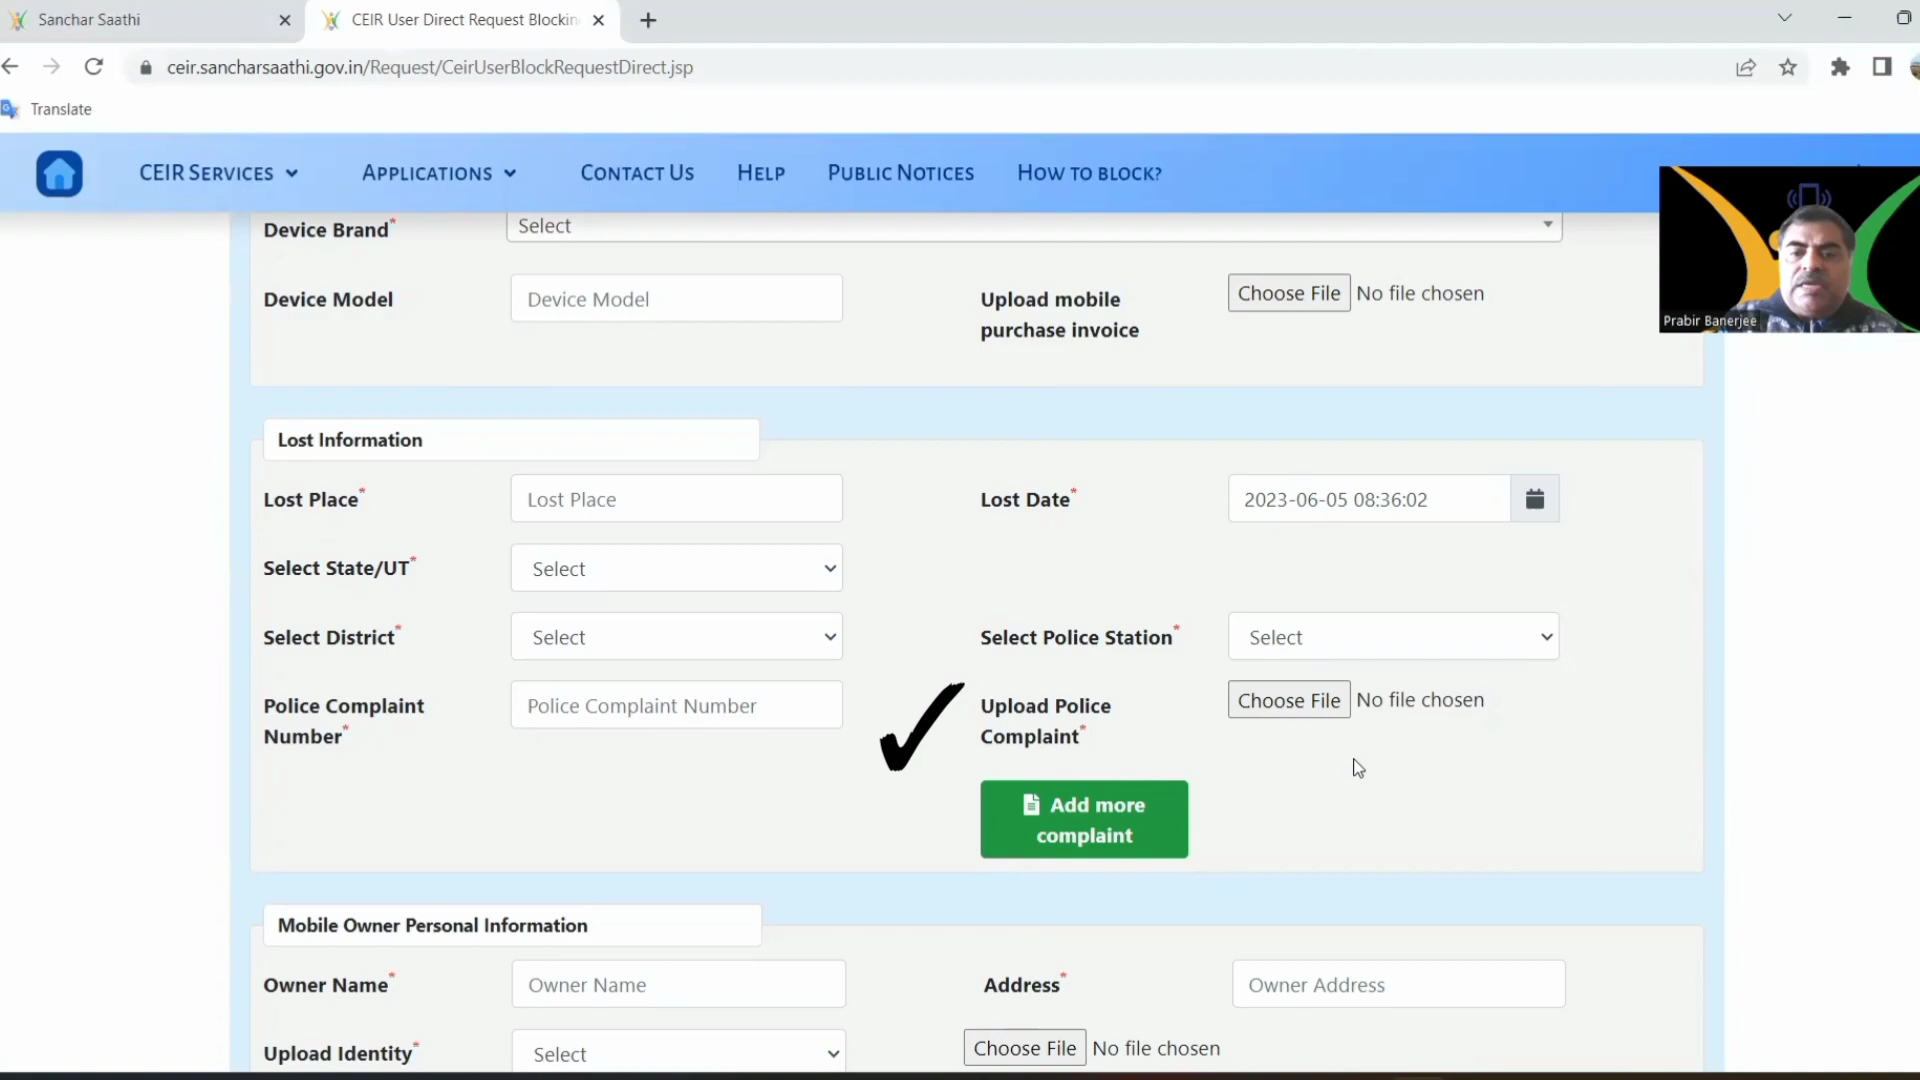 Sanchar Saathi
CEIR User Direct Request Blockin
ceir.sancharsaathi.gov.in/Request/CeirUserBlockRequestDirect.jsp
Translate
CEIR SERVICES
APPLICATIONS
CONTACT US
HELP
PUBLIC NOTICES
HOW TO BLOCK?
Device Brand*
Select
Device Model
Device Model
Upload mobile
purchase invoice
Choose File No file chosen
Prabir Banerjee
Lost Information
Lost Place*
Lost Place
Lost Date*
2023-06-05 08:36:02
Select State/UT*
Select
Select District*
Select
Select Police Station*
Select
Police Complaint
Number*
Police Complaint Number
Upload Police
Complaint*
Choose File No file chosen
Add more
complaint
Mobile Owner Personal Information
Owner Name*
Owner Name
Address*
Owner Address
Upload Identity*
Select
Choose File No file chosen